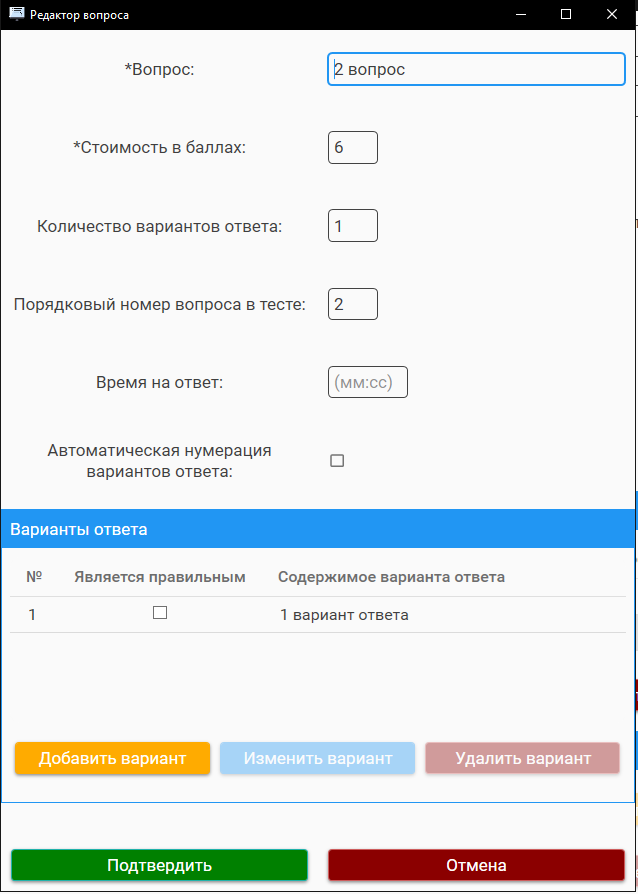 Редактор вопроса
*Вопрос:
2 вопрос
*Стоимость в баллах:
6
Количество вариантов ответа:
1
Порядковый номер вопроса в тесте:
2
Время на ответ:
(мм:сс)
Автоматическая нумерация
вариантов ответа:
Варианты ответа
№ Является правильным Содержимое варианта ответа
1 1 вариант ответа
Добавить вариант Изменить вариант Удалить вариант
Подтвердить Отмена